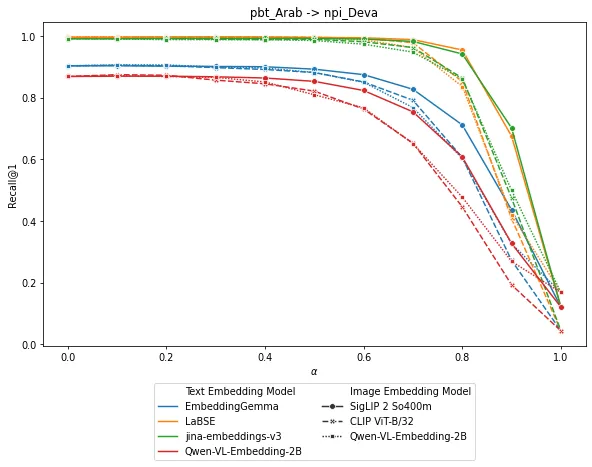 pbt_Arab -> npi_Deva
1.0
0.8
0.6
0.4
0.2
0.0
Recall@1
0.0 0.2 0.4 0.6 0.8 1.0
α
Text Embedding Model
EmbeddingGemma
LaBSE
jina-embeddings-v3
Qwen-VL-Embedding-2B
Image Embedding Model
SigLIP 2 So400m
CLIP ViT-B/32
Qwen-VL-Embedding-2B